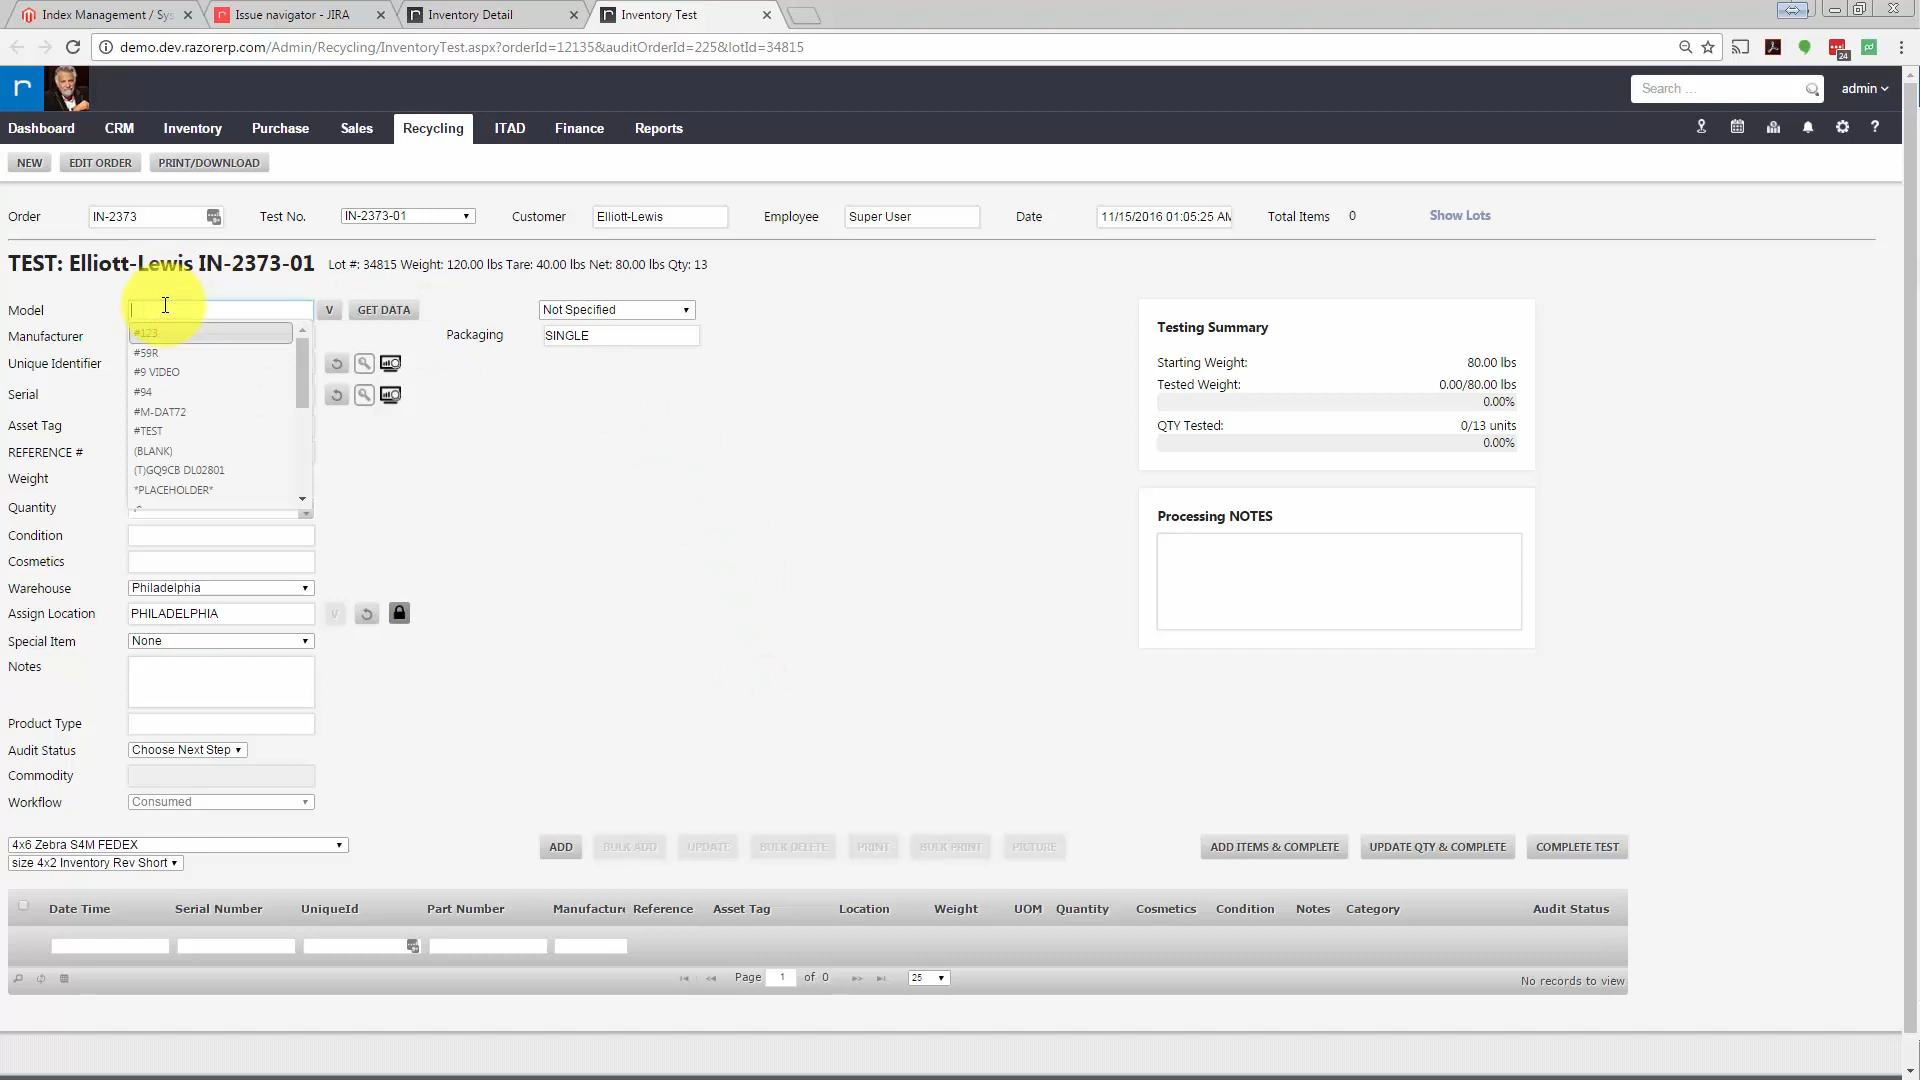 Index Management / Sys
Issue navigator - JIRA
Inventory Detail
Inventory Test
demo.dev.razorerp.com/Admin/Recycling/InventoryTest.aspx?orderId=12135&auditOrderId=225&lotId=34815
24
r
Search ...
admin
Dashboard CRM Inventory Purchase Sales Recycling ITAD Finance Reports
NEW EDIT ORDER PRINT/DOWNLOAD
Order IN-2373 Test No. IN-2373-01 Customer Elliott-Lewis Employee Super User Date 11/15/2016 01:05:25 AM Total Items 0 Show Lots
TEST: Elliott-Lewis IN-2373-01 Lot #: 34815 Weight: 120.00 lbs Tare: 40.00 lbs Net: 80.00 lbs Qty: 13
Model V GET DATA Not Specified
Manufacturer Packaging SINGLE
Unique Identifier
Serial
Asset Tag
REFERENCE #
Weight
Quantity
#123
#59R
#9 VIDEO
#94
#M-DAT72
#TEST
(BLANK)
(T)GQ9CB DL02801
*PLACEHOLDER*
Condition
Cosmetics
Warehouse Philadelphia
Assign Location PHILADELPHIA V
Special Item None
Notes
Product Type
Audit Status Choose Next Step
Commodity
Workflow Consumed
Testing Summary
Starting Weight: 80.00 lbs
Tested Weight: 0.00/80.00 lbs
0.00%
QTY Tested: 0/13 units
0.00%
Processing NOTES
4x6 Zebra S4M FEDEX
size 4x2 Inventory Rev Short
ADD BULK ADD UPDATE BULK DELETE PRINT BULK PRINT PICTURE ADD ITEMS & COMPLETE UPDATE QTY & COMPLETE COMPLETE TEST
Date Time Serial Number UniqueId Part Number Manufacture Reference Asset Tag Location Weight UOM Quantity Cosmetics Condition Notes Category Audit Status
Page 1 of 0 25 No records to view